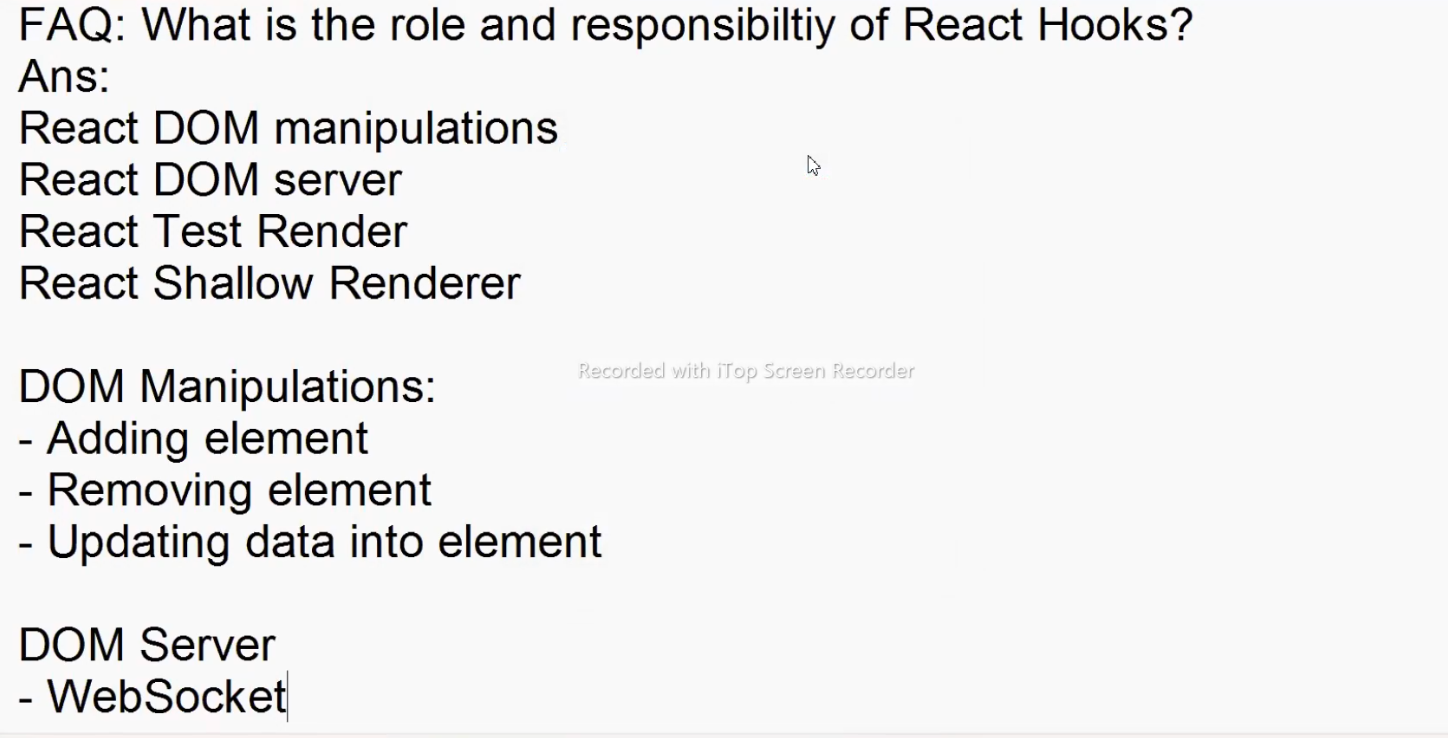 FAQ: What is the role and responsibiltiy of React Hooks?
Ans:
React DOM manipulations
React DOM server
React Test Render
React Shallow Renderer
Recorded with iTop Screen Recorder
DOM Manipulations:
- Adding element
- Removing element
- Updating data into element
DOM Server
- WebSocket